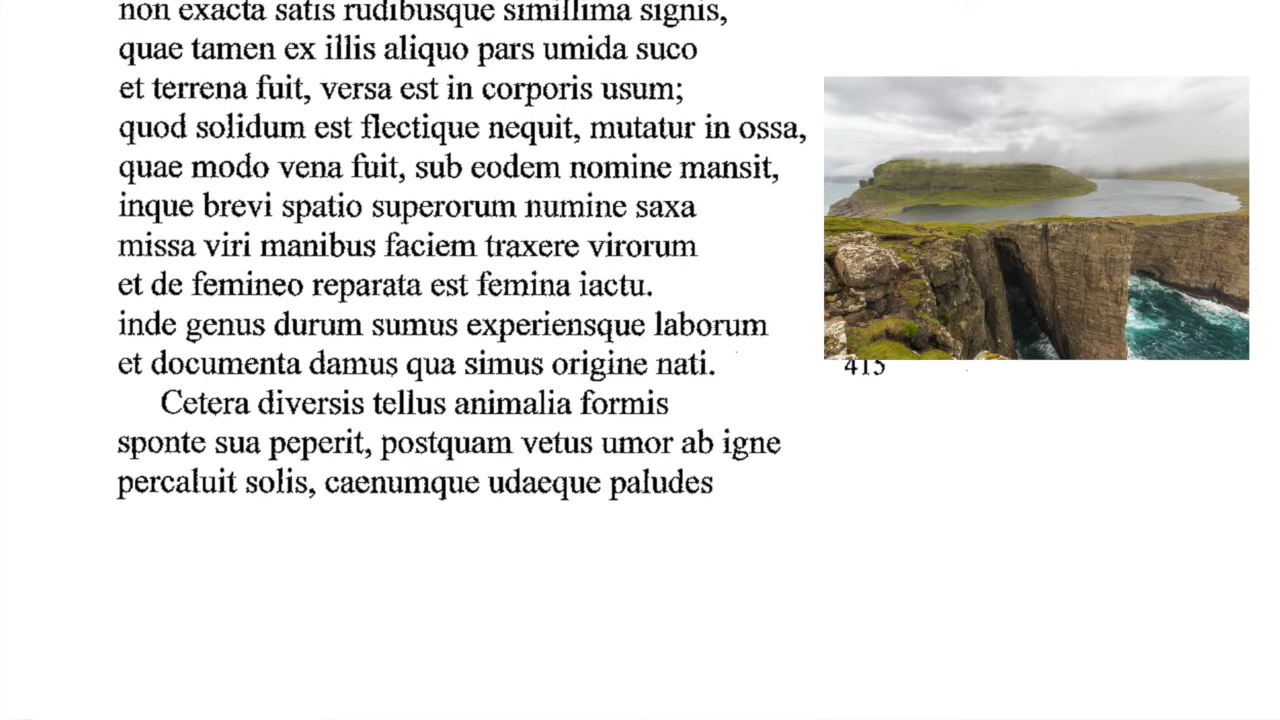 non exacta satis rudibusque simillima signis,
quae tamen ex illis aliquo pars umida suco
et terrena fuit, versa est in corporis usum;
quod solidum est flectique nequit, mutatur in ossa,
quae modo vena fuit, sub eodem nomine mansit,
inque brevi spatio superorum numine saxa
missa viri manibus faciem traxere virorum
et de femineo reparata est femina iactu.
inde genus durum sumus experiensque laborum
et documenta damus qua simus origine nati. 415
Cetera diversis tellus animalia formis
sponte sua peperit, postquam vetus umor ab igne
percaluit solis, caenumque udaeque paludes